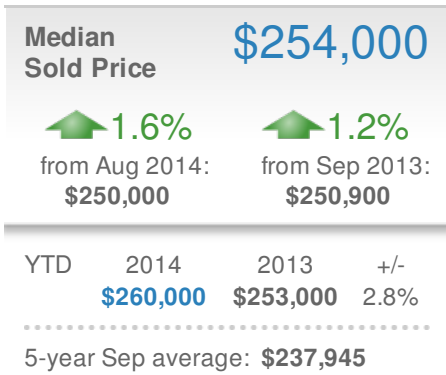 Median $254,000
Sold Price
1.6% 1.2%
from Aug 2014: from Sep 2013:
$250,000 $250,900
YTD 2014 2013 +/-
$260,000 $253,000 2.8%
5-year Sep average: $237,945